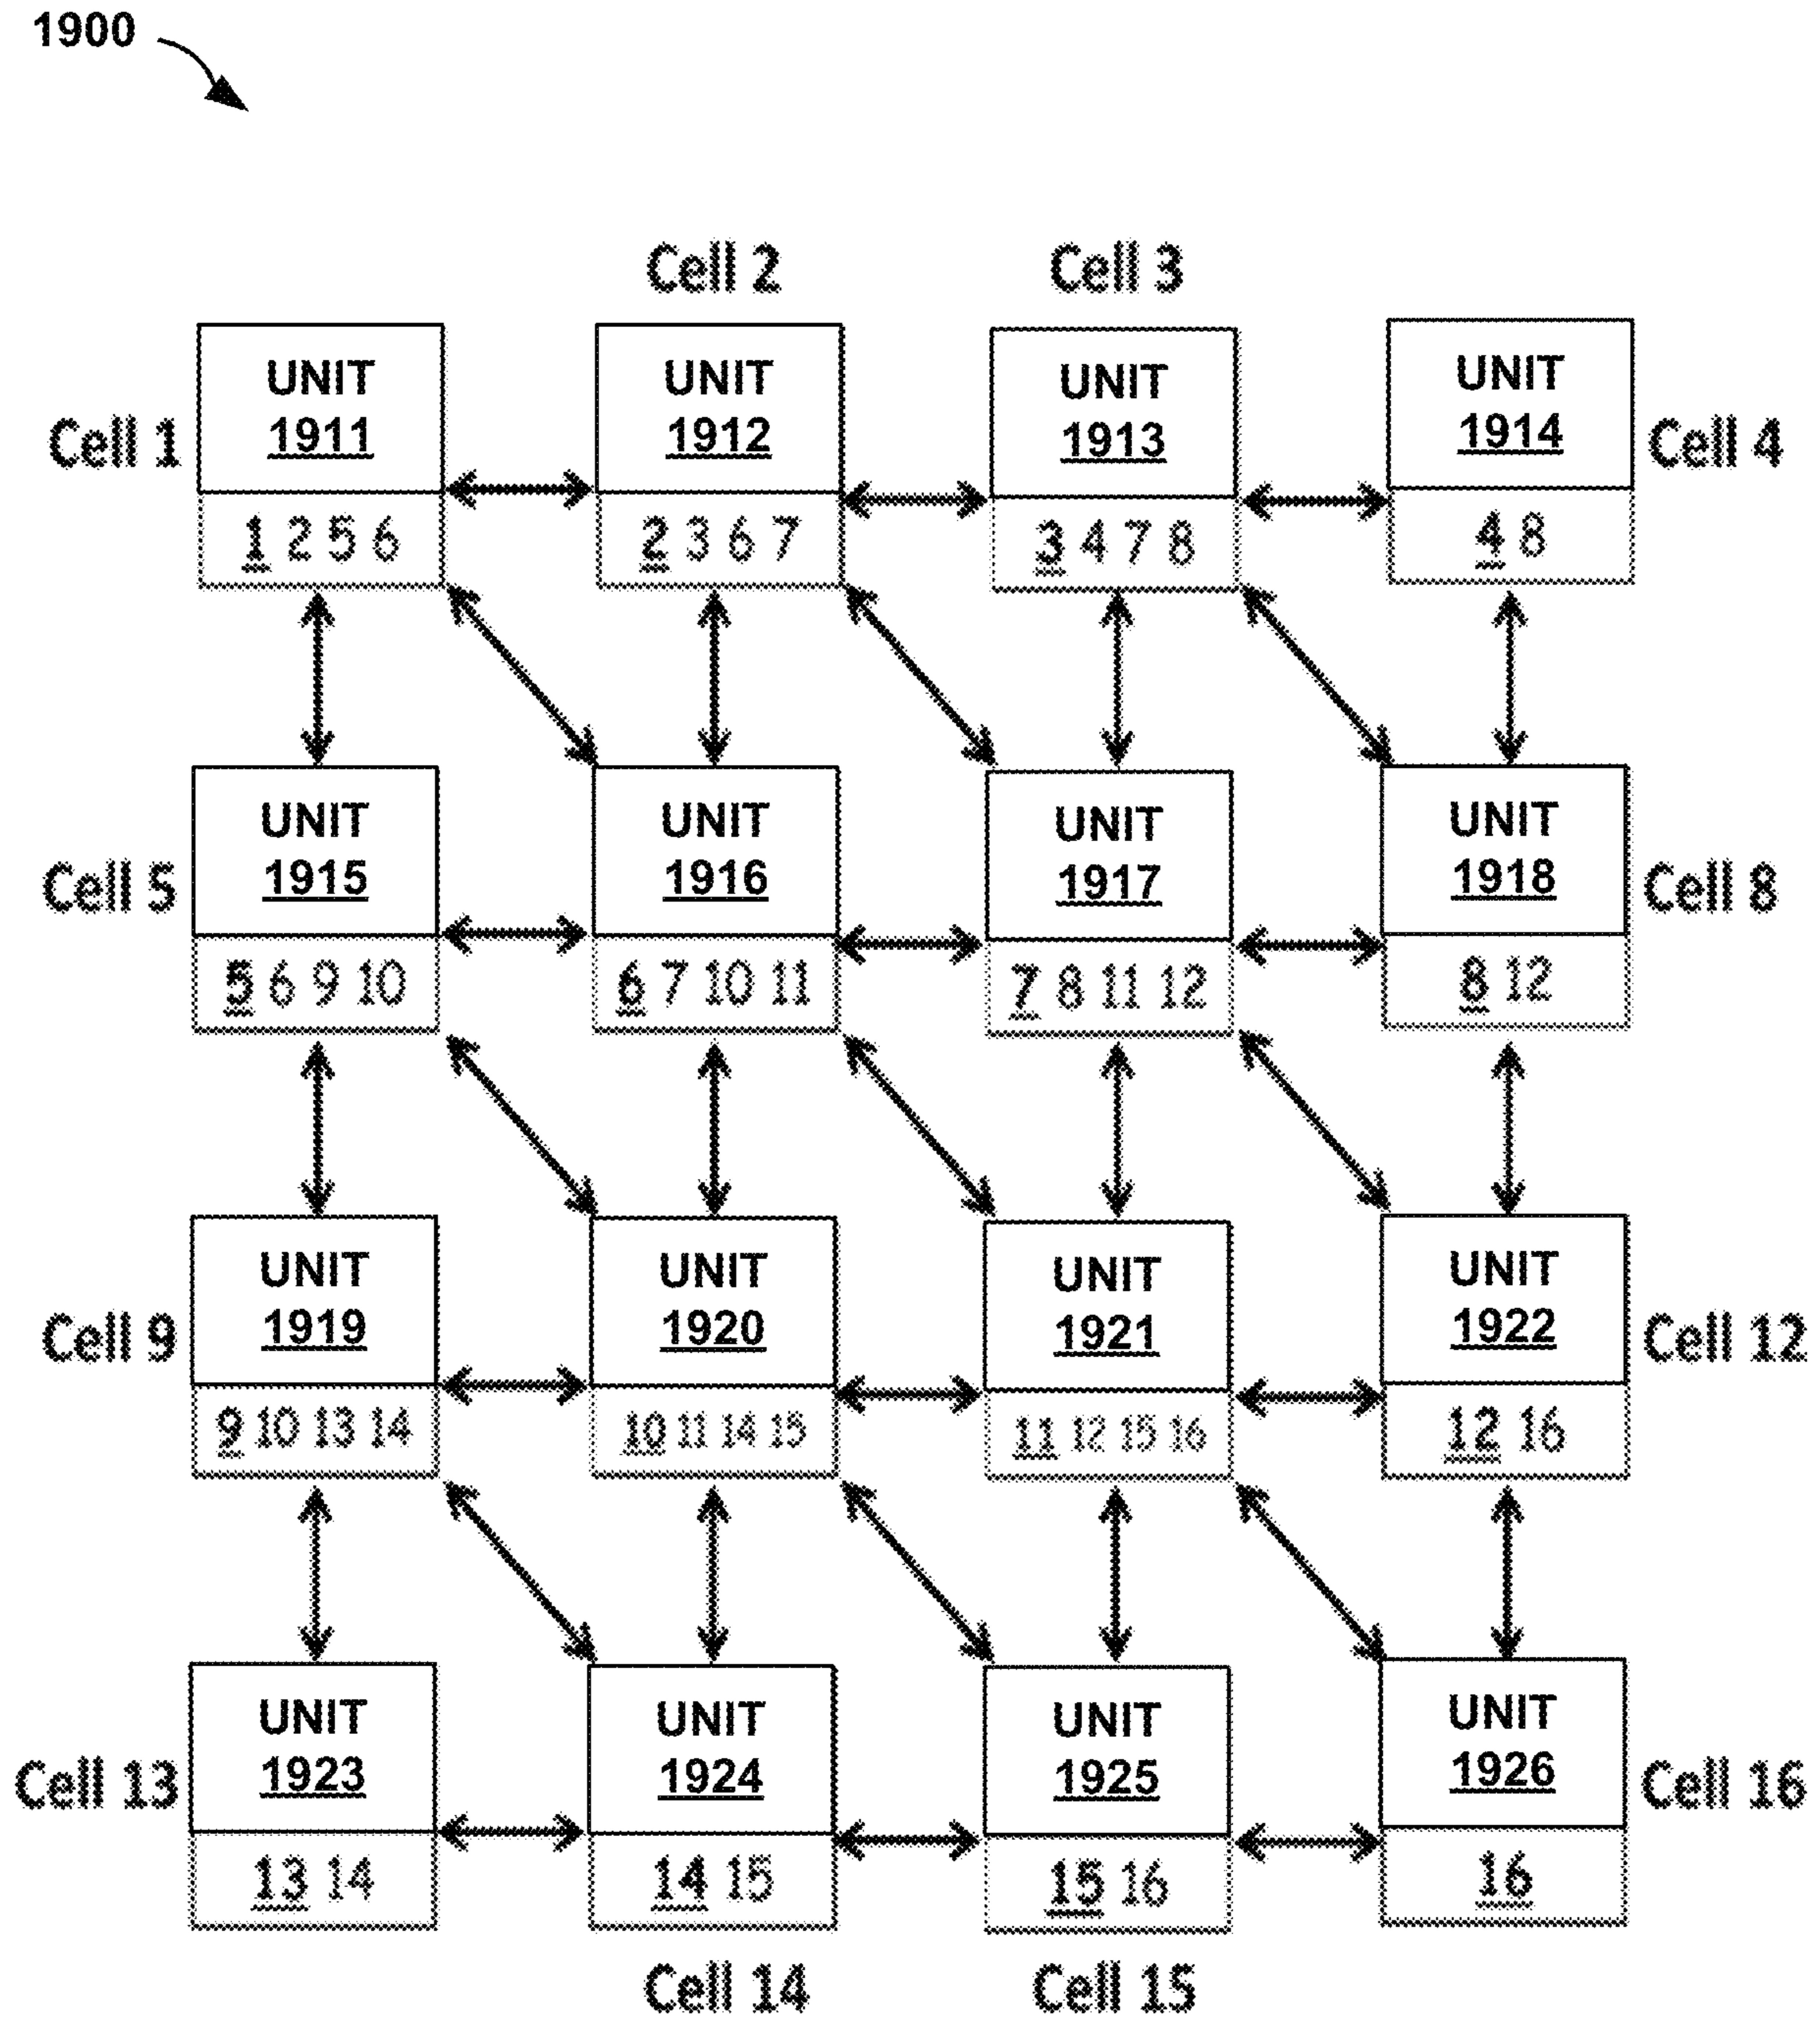 1900
Cell 2
Cell 3
Cell 1
UNIT
1911
1 2 5 6
UNIT
1912
2 3 6 7
UNIT
1913
3 4 7 8
UNIT
1914
4 8
Cell 4
Cell 5
UNIT
1915
5 6 9 10
UNIT
1916
6 7 10 11
UNIT
1917
7 8 11 12
UNIT
1918
8 12
Cell 8
Cell 9
UNIT
1919
9 10 13 14
UNIT
1920
10 11 14 15
UNIT
1921
11 12 15 16
UNIT
1922
12 16
Cell 12
Cell 13
UNIT
1923
13 14
UNIT
1924
14 15
UNIT
1925
15 16
UNIT
1926
16
Cell 16
Cell 14
Cell 15